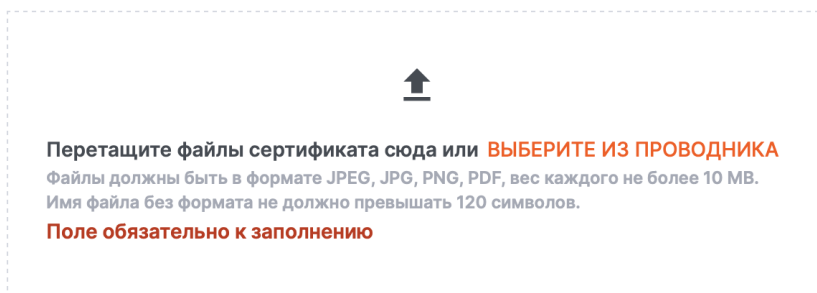 Перетащите файлы сертификата сюда или ВЫБЕРИТЕ ИЗ ПРОВОДНИКА
Файлы должны быть в формате JPEG, JPG, PNG, PDF, вес каждого не более 10 MB.
Имя файла без формата не должно превышать 120 символов.
Поле обязательно к заполнению